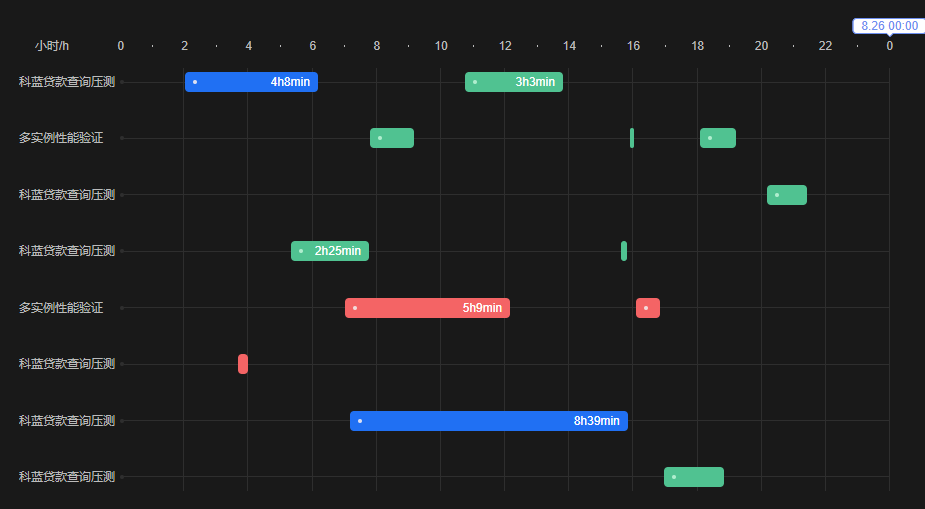 8.26 00:00
小时/h 0 2 4 6 8 10 12 14 16 18 20 22 0
科蓝贷款查询压测 4h8min 3h3min
多实例性能验证
科蓝贷款查询压测
科蓝贷款查询压测 2h25min
多实例性能验证 5h9min
科蓝贷款查询压测
科蓝贷款查询压测 8h39min
科蓝贷款查询压测